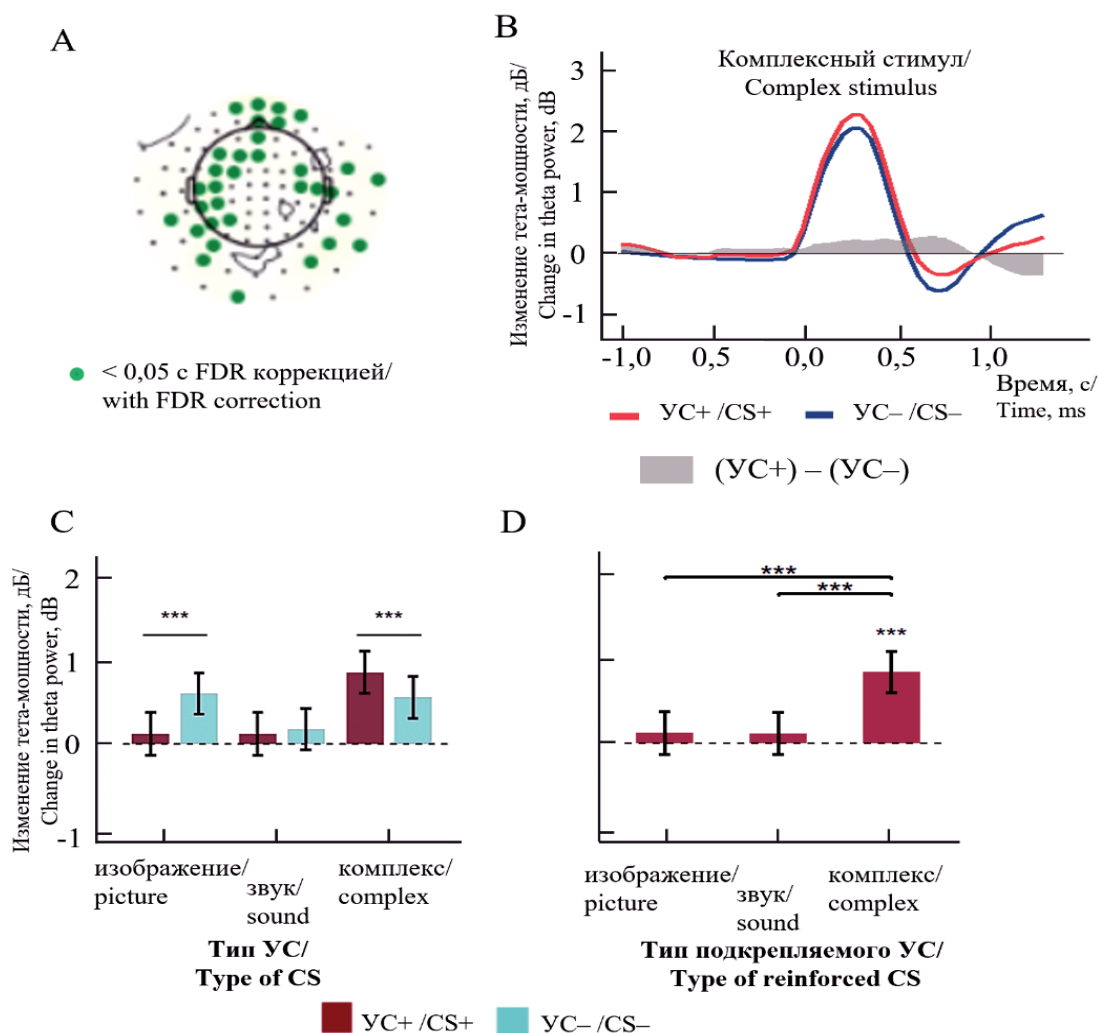 A
< 0,05 с FDR коррекцией/
with FDR correction
B
Комплексный стимул/
Complex stimulus
Изменение тета-мощности, дБ/
Change in theta power, dB
3
2
1
0
-1
-1,0
0,5
0,0
0,5
1,0
Время, с/
Time, ms
УС+ /CS+
УС– /CS–
(УС+) – (УС–)
C
Изменение тета-мощности, дБ/
Change in theta power, dB
2
1
0
-1
***
***
изображение/
picture
звук/
sound
комплекс/
complex
Тип УС/
Type of CS
D
***
***
***
изображение/
picture
звук/
sound
комплекс/
complex
Тип подкрепляемого УС/
Type of reinforced CS
УС+ /CS+
УС– /CS–